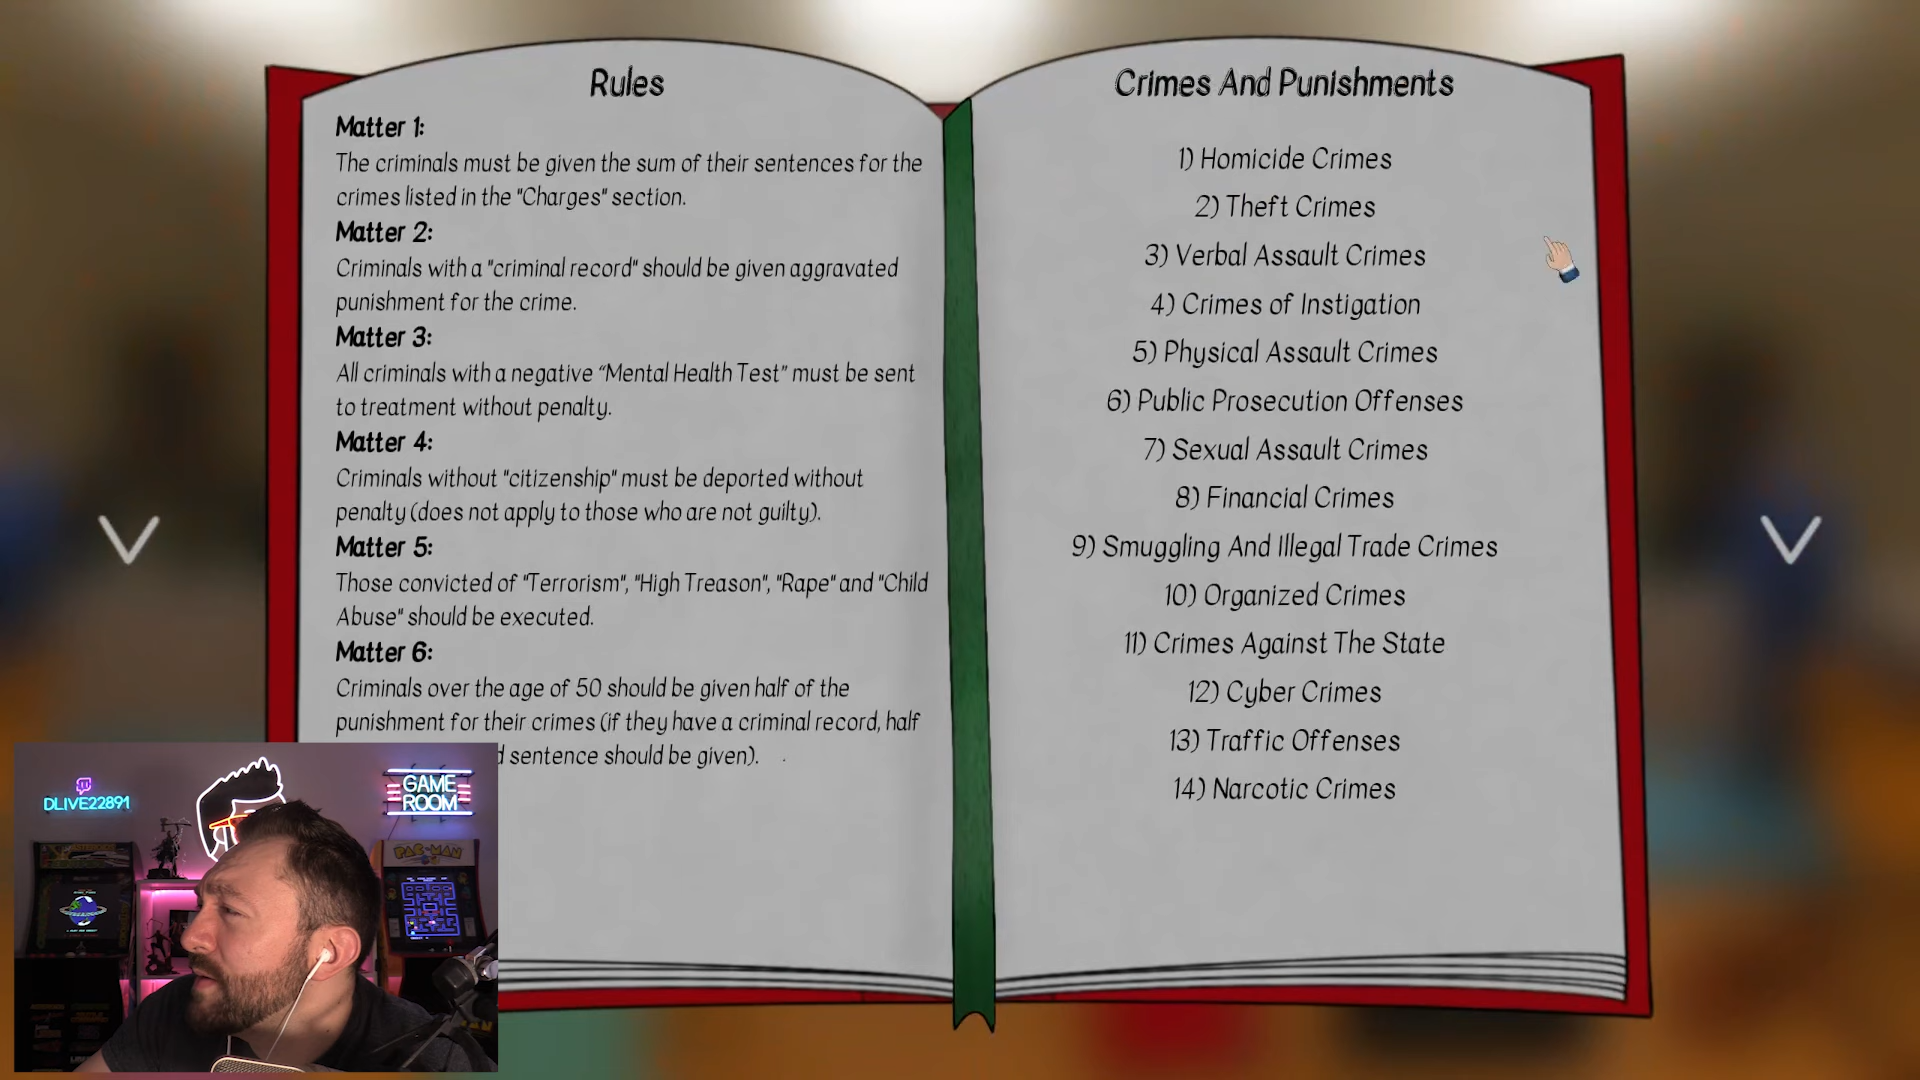 Rules
Matter 1:
The criminals must be given the sum of their sentences for the
crimes listed in the "Charges" section.
Matter 2:
Criminals with a "criminal record" should be given aggravated
punishment for the crime.
Matter 3:
All criminals with a negative “Mental Health Test” must be sent
to treatment without penalty.
Matter 4:
Criminals without "citizenship" must be deported without
penalty (does not apply to those who are not guilty).
Matter 5:
Those convicted of "Terrorism", "High Treason", "Rape" and "Child
Abuse" should be executed.
Matter 6:
Criminals over the age of 50 should be given half of the
punishment for their crimes (if they have a criminal record, half
sentence should be given).
Crimes And Punishments
1) Homicide Crimes
2) Theft Crimes
3) Verbal Assault Crimes
4) Crimes of Instigation
5) Physical Assault Crimes
6) Public Prosecution Offenses
7) Sexual Assault Crimes
8) Financial Crimes
9) Smuggling And Illegal Trade Crimes
10) Organized Crimes
11) Crimes Against The State
12) Cyber Crimes
13) Traffic Offenses
14) Narcotic Crimes
DLIVE22891
GAME
ROOM
PAC-MAN